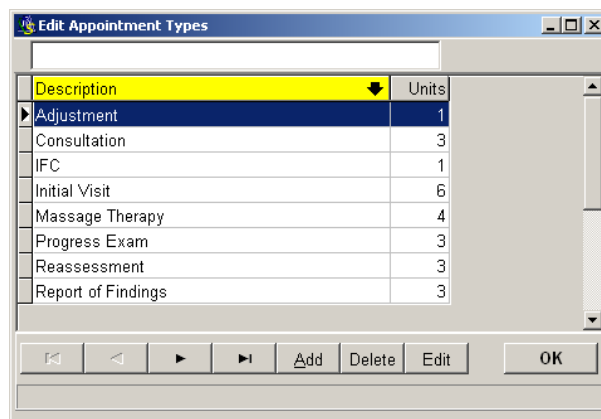 Edit Appointment Types
Description Units
Adjustment 1
Consultation 3
IFC 1
Initial Visit 6
Massage Therapy 4
Progress Exam 3
Reassessment 3
Report of Findings 3
Add Delete Edit OK